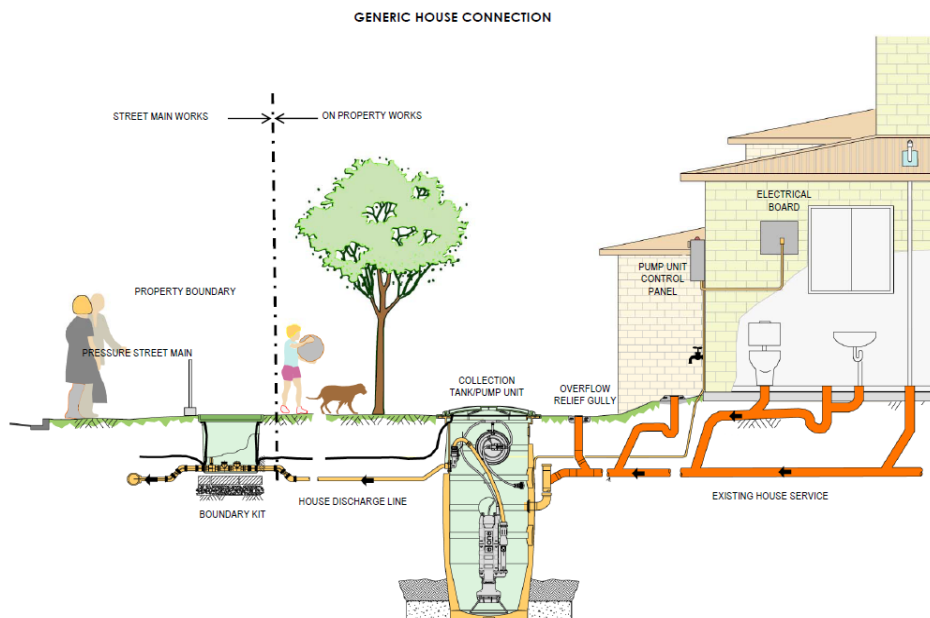 GENERIC HOUSE CONNECTION
STREET MAIN WORKS
ON PROPERTY WORKS
ELECTRICAL
BOARD
PUMP UNIT
CONTROL
PANEL
PROPERTY BOUNDARY
PRESSURE STREET MAIN
COLLECTION
TANK/PUMP UNIT
OVERFLOW
RELIEF GULLY
BOUNDARY KIT
HOUSE DISCHARGE LINE
EXISTING HOUSE SERVICE